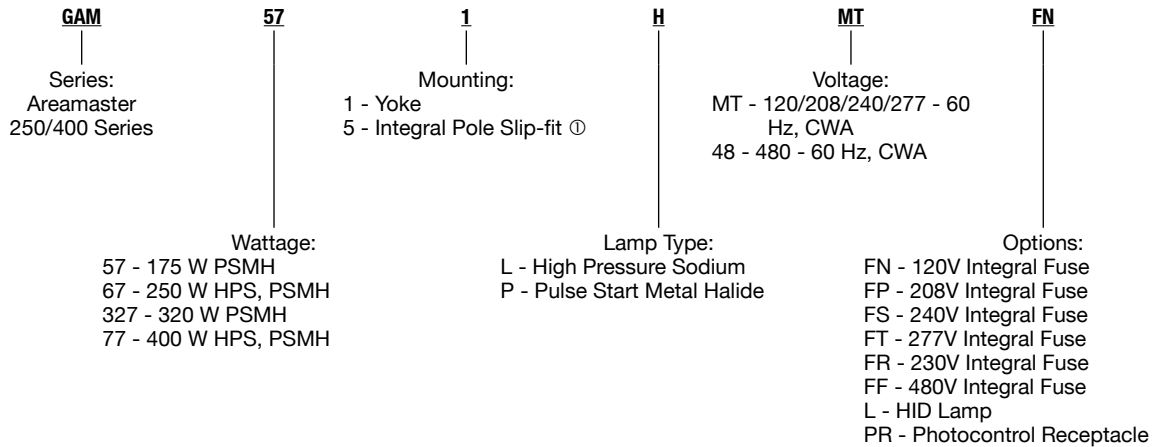 GAM 57 1 H MT FN
Series:
Areamaster
250/400 Series
Mounting:
1 - Yoke
5 - Integral Pole Slip-fit ①
Voltage:
MT - 120/208/240/277 - 60
Hz, CWA
48 - 480 - 60 Hz, CWA
Wattage:
57 - 175 W PSMH
67 - 250 W HPS, PSMH
327 - 320 W PSMH
77 - 400 W HPS, PSMH
Lamp Type:
L - High Pressure Sodium
P - Pulse Start Metal Halide
Options:
FN - 120V Integral Fuse
FP - 208V Integral Fuse
FS - 240V Integral Fuse
FT - 277V Integral Fuse
FR - 230V Integral Fuse
FF - 480V Integral Fuse
L - HID Lamp
PR - Photocontrol Receptacle